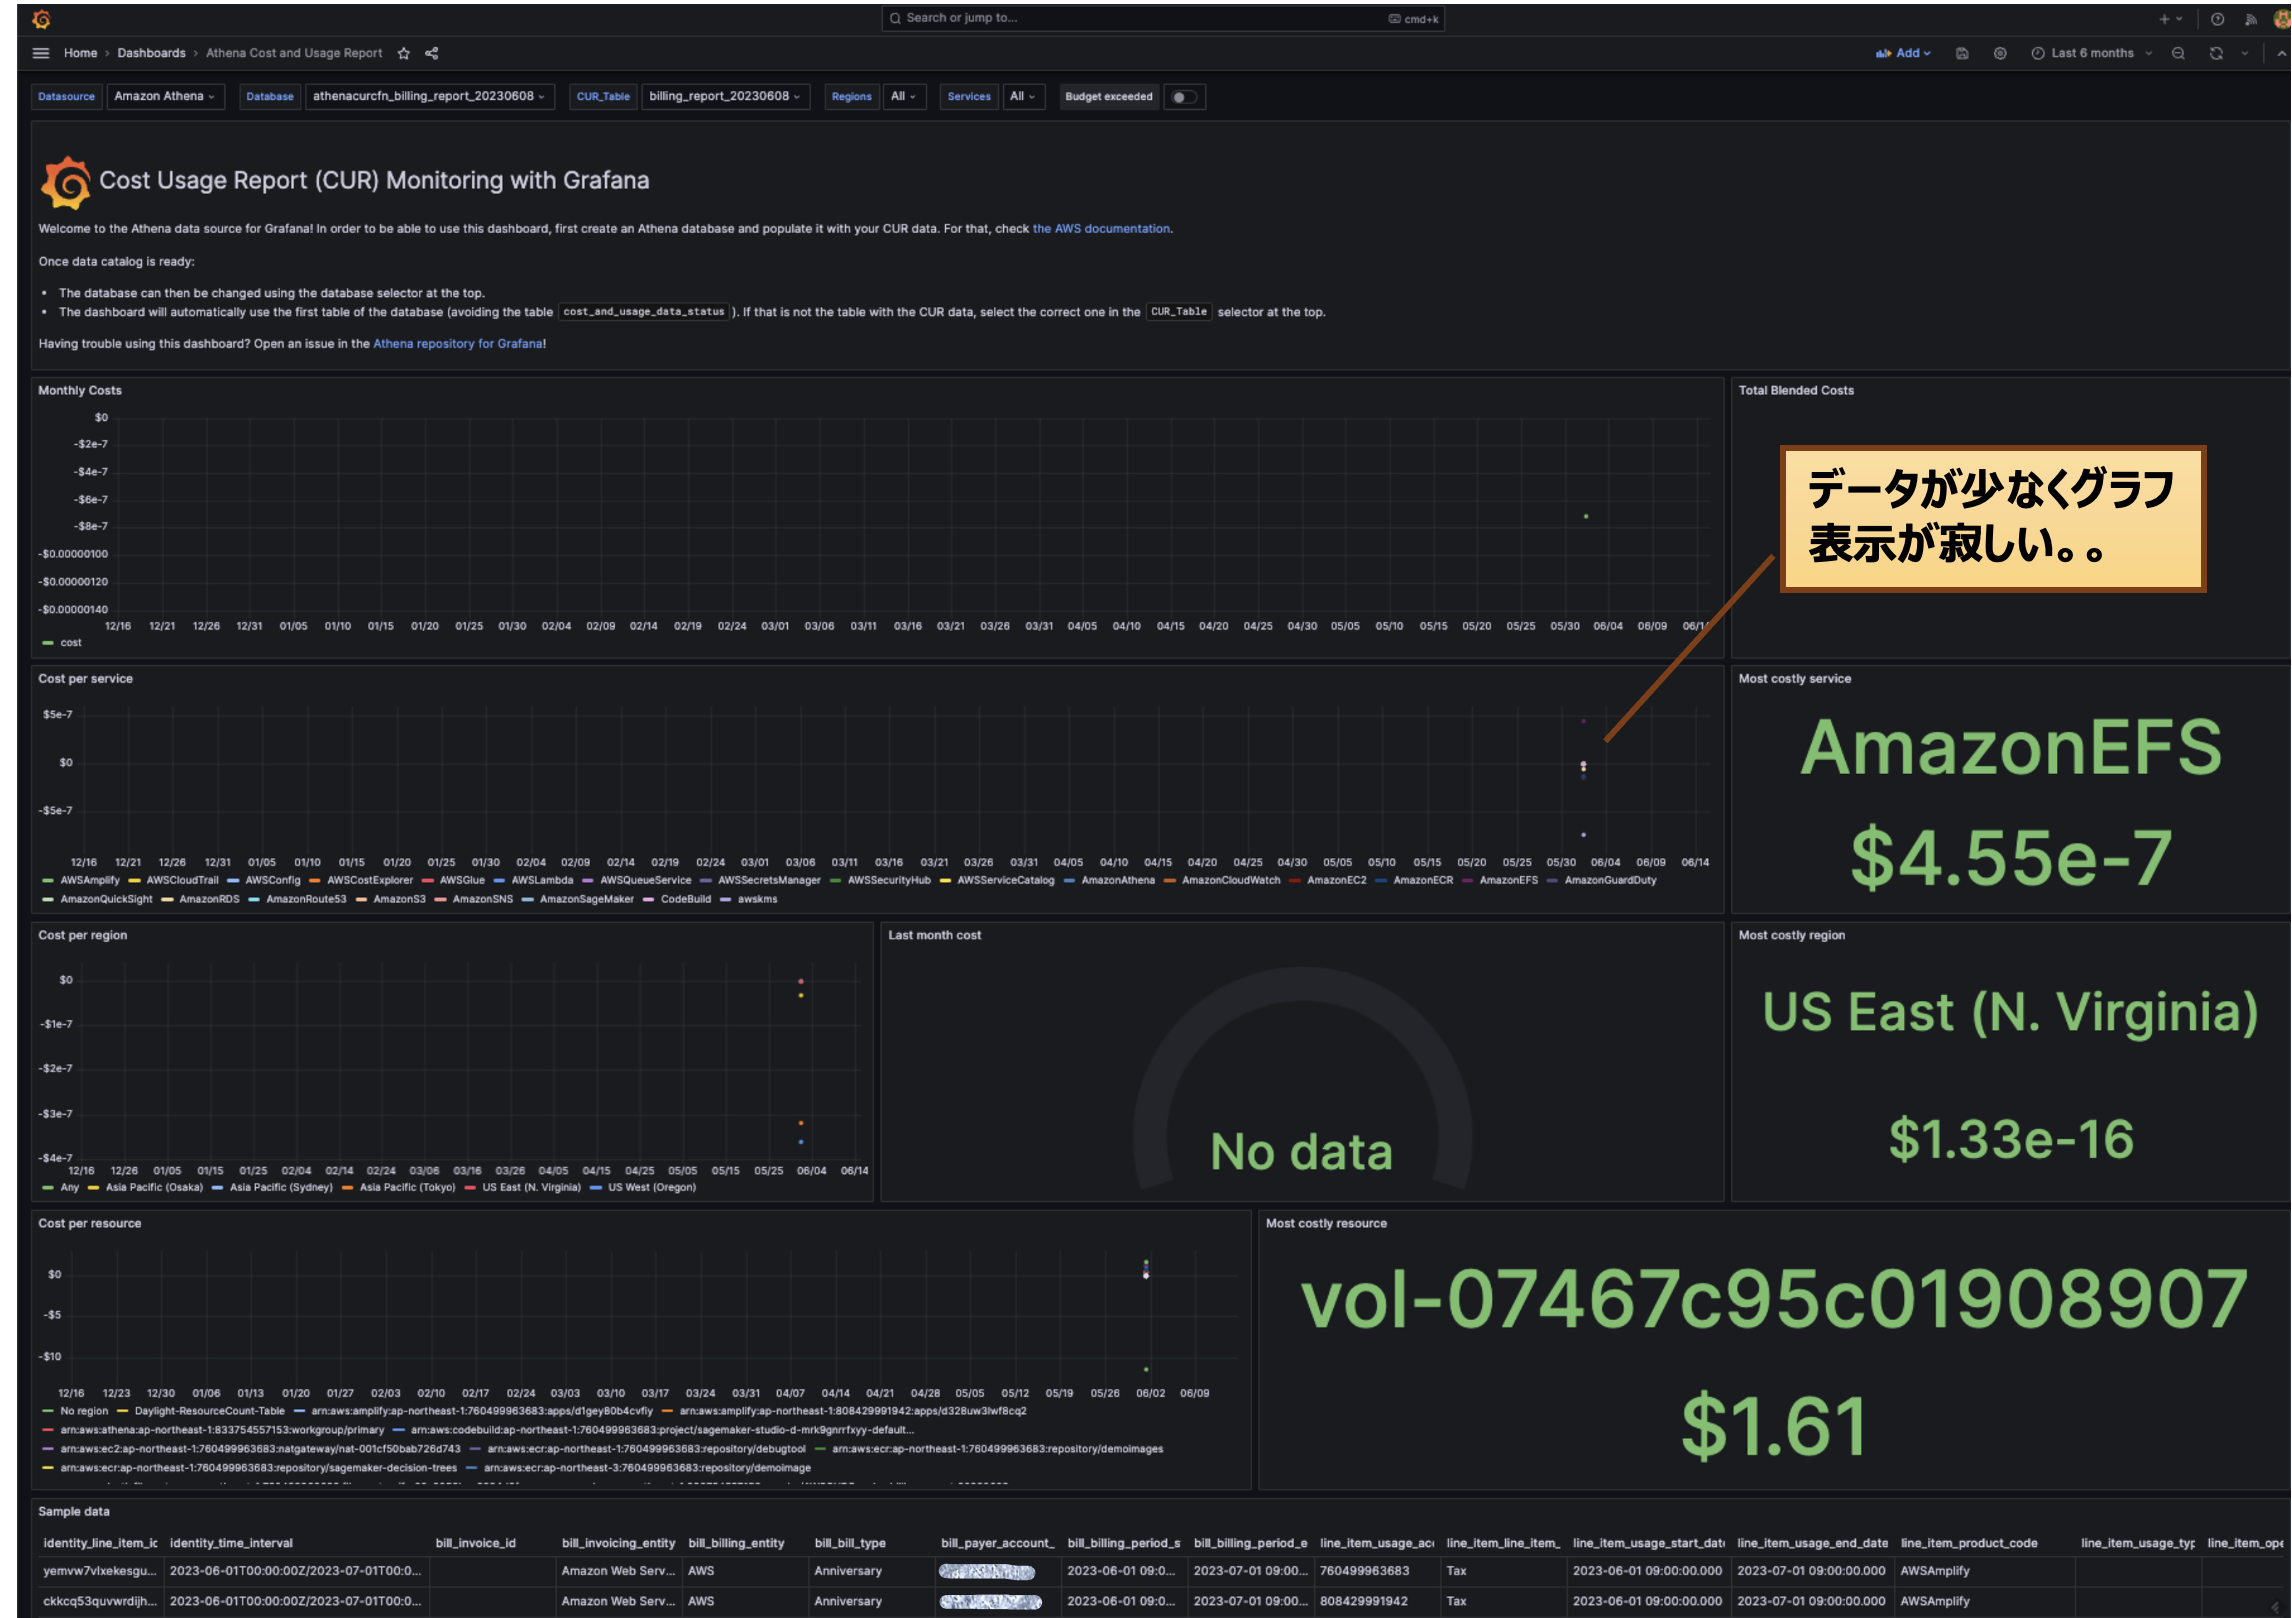 Search or jump to...
cmd+k
Home › Dashboards › Athena Cost and Usage Report
Add
Last 6 months
Datasource Amazon Athena Database athenacurcfn_billing_report_20230608 CUR_Table billing_report_20230608 Regions All Services All Budget exceeded
Cost Usage Report (CUR) Monitoring with Grafana
Welcome to the Athena data source for Grafana! In order to be able to use this dashboard, first create an Athena database and populate it with your CUR data. For that, check the AWS documentation.
Once data catalog is ready:
• The database can then be changed using the database selector at the top.
• The dashboard will automatically use the first table of the database (avoiding the table cost_and_usage_data_status ). If that is not the table with the CUR data, select the correct one in the CUR_Table selector at the top.
Having trouble using this dashboard? Open an issue in the Athena repository for Grafana!
Monthly Costs
$0
-$2e-7
-$4e-7
-$6e-7
-$8e-7
-$0.00000100
-$0.00000120
-$0.00000140
12/16 12/21 12/26 12/31 01/05 01/10 01/15 01/20 01/25 01/30 02/04 02/09 02/14 02/19 02/24 03/01 03/06 03/11 03/16 03/21 03/26 03/31 04/05 04/10 04/15 04/20 04/25 04/30 05/05 05/10 05/15 05/20 05/25 05/30 06/04 06/09 06/14
cost
Total Blended Costs
データが少なくグラフ
表示が寂しい。。
Cost per service
$5e-7
$0
-$5e-7
12/16 12/21 12/26 12/31 01/05 01/10 01/15 01/20 01/25 01/30 02/04 02/09 02/14 02/19 02/24 03/01 03/06 03/11 03/16 03/21 03/26 03/31 04/05 04/10 04/15 04/20 04/25 04/30 05/05 05/10 05/15 05/20 05/25 05/30 06/04 06/09 06/14
AWSAmplify AWSCloudTrail AWSConfig AWSCostExplorer AWSGlue AWSLambda AWSQueueService AWSSecretsManager AWSSecurityHub AWSServiceCatalog AmazonAthena AmazonCloudWatch AmazonEC2 AmazonECR AmazonEFS AmazonGuardDuty
AmazonQuickSight AmazonRDS AmazonRoute53 AmazonS3 AmazonSNS AmazonSageMaker CodeBuild awskms
Most costly service
AmazonEFS
$4.55e-7
Cost per region
$0
-$1e-7
-$2e-7
-$3e-7
-$4e-7
12/16 12/26 01/05 01/15 01/25 02/04 02/14 02/24 03/06 03/16 03/26 04/05 04/15 04/25 05/05 05/15 05/25 06/04 06/14
Any Asia Pacific (Osaka) Asia Pacific (Sydney) Asia Pacific (Tokyo) US East (N. Virginia) US West (Oregon)
Last month cost
No data
Most costly region
US East (N. Virginia)
$1.33e-16
Cost per resource
$0
-$5
-$10
12/16 12/23 12/30 01/06 01/13 01/20 01/27 02/03 02/10 02/17 02/24 03/03 03/10 03/17 03/24 03/31 04/07 04/14 04/21 04/28 05/05 05/12 05/19 05/26 06/02 06/09
No region Daylight-ResourceCount-Table arn:aws:amplify:ap-northeast-1:760499963683:apps/d1gey80b4cvfiy arn:aws:amplify:ap-northeast-1:808429991942:apps/d328uw3lwf8cq2
arn:aws:athena:ap-northeast-1:833754557153:workgroup/primary arn:aws:codebuild:ap-northeast-1:760499963683:project/sagemaker-studio-d-mrk9gnrrfxyy-default...
arn:aws:ec2:ap-northeast-1:760499963683:natgateway/nat-001cf50bab726d743 arn:aws:ecr:ap-northeast-1:760499963683:repository/debugtool arn:aws:ecr:ap-northeast-1:760499963683:repository/demoimages
arn:aws:ecr:ap-northeast-1:760499963683:repository/sagemaker-decision-trees arn:aws:ecr:ap-northeast-3:760499963683:repository/demoimage
Most costly resource
vol-07467c95c01908907
$1.61
Sample data
identity_line_item_ic identity_time_interval bill_invoice_id bill_invoicing_entity bill_billing_entity bill_bill_type bill_payer_account_ bill_billing_period_s bill_billing_period_e line_item_usage_acc line_item_line_item_ line_item_usage_start_dat line_item_usage_end_date line_item_product_code line_item_usage_typ line_item_ope
yemvw7vlxekesgu... 2023-06-01T00:00:00Z/2023-07-01T00:0... Amazon Web Serv... AWS Anniversary 2023-06-01 09:0... 2023-07-01 09:00... 760499963683 Tax 2023-06-01 09:00:00.000 2023-07-01 09:00:00.000 AWSAmplify
ckkcq53quvwrdijh... 2023-06-01T00:00:00Z/2023-07-01T00:0... Amazon Web Serv... AWS Anniversary 2023-06-01 09:0... 2023-07-01 09:00... 808429991942 Tax 2023-06-01 09:00:00.000 2023-07-01 09:00:00.000 AWSAmplify